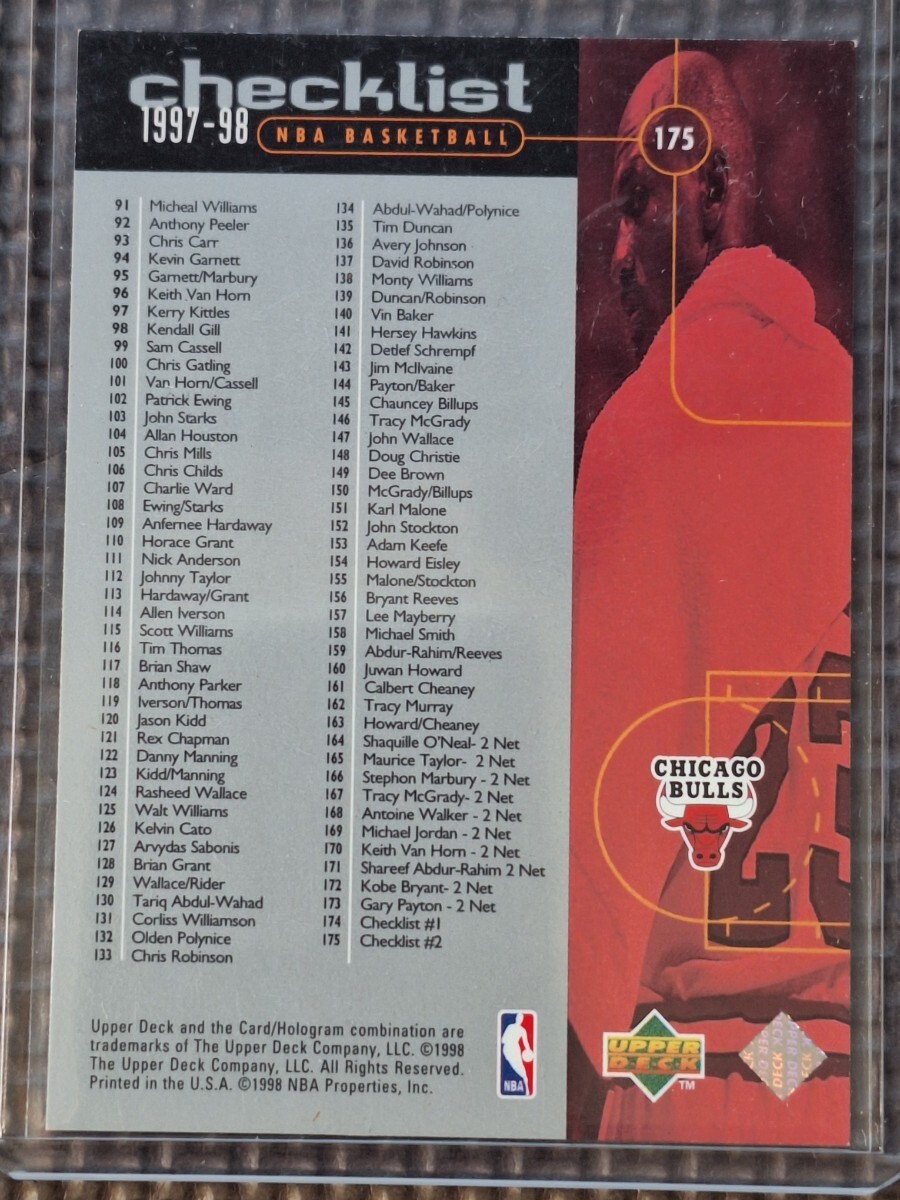 checklist
1997-98 NBA BASKETBALL
175
91 Micheal Williams
92 Anthony Peeler
93 Chris Carr
94 Kevin Garnett
95 Garnett/Marbury
96 Keith Van Horn
97 Kerry Kittles
98 Kendall Gill
99 Sam Cassell
100 Chris Gatling
101 Van Horn/Cassell
102 Patrick Ewing
103 John Starks
104 Allan Houston
105 Chris Mills
106 Chris Childs
107 Charlie Ward
108 Ewing/Starks
109 Anfernee Hardaway
110 Horace Grant
111 Nick Anderson
112 Johnny Taylor
113 Hardaway/Grant
114 Allen Iverson
115 Scott Williams
116 Tim Thomas
117 Brian Shaw
118 Anthony Parker
119 Iverson/Thomas
120 Jason Kidd
121 Rex Chapman
122 Danny Manning
123 Kidd/Manning
124 Rasheed Wallace
125 Walt Williams
126 Kelvin Cato
127 Arvydas Sabonis
128 Brian Grant
129 Wallace/Rider
130 Tariq Abdul-Wahad
131 Corliss Williamson
132 Olden Polynice
133 Chris Robinson
134 Abdul-Wahad/Polynice
135 Tim Duncan
136 Avery Johnson
137 David Robinson
138 Monty Williams
139 Duncan/Robinson
140 Vin Baker
141 Hersey Hawkins
142 Detlef Schrempf
143 Jim McIlvaine
144 Payton/Baker
145 Chauncey Billups
146 Tracy McGrady
147 John Wallace
148 Doug Christie
149 Dee Brown
150 McGrady/Billups
151 Karl Malone
152 John Stockton
153 Adam Keefe
154 Howard Eisley
155 Malone/Stockton
156 Bryant Reeves
157 Lee Mayberry
158 Michael Smith
159 Abdur-Rahim/Reeves
160 Juwan Howard
161 Calbert Cheaney
162 Tracy Murray
163 Howard/Cheaney
164 Shaquille O'Neal- 2 Net
165 Maurice Taylor- 2 Net
166 Stephon Marbury - 2 Net
167 Tracy McGrady- 2 Net
168 Antoine Walker - 2 Net
169 Michael Jordan - 2 Net
170 Keith Van Horn - 2 Net
171 Shareef Abdur-Rahim 2 Net
172 Kobe Bryant- 2 Net
173 Gary Payton - 2 Net
174 Checklist #1
175 Checklist #2
CHICAGO
BULLS
23
Upper Deck and the Card/Hologram combination are
trademarks of The Upper Deck Company, LLC. ©1998
The Upper Deck Company, LLC. All Rights Reserved.
Printed in the U.S.A. ©1998 NBA Properties, Inc.
NBA
UPPER
DECK
TM
UPPER DECK